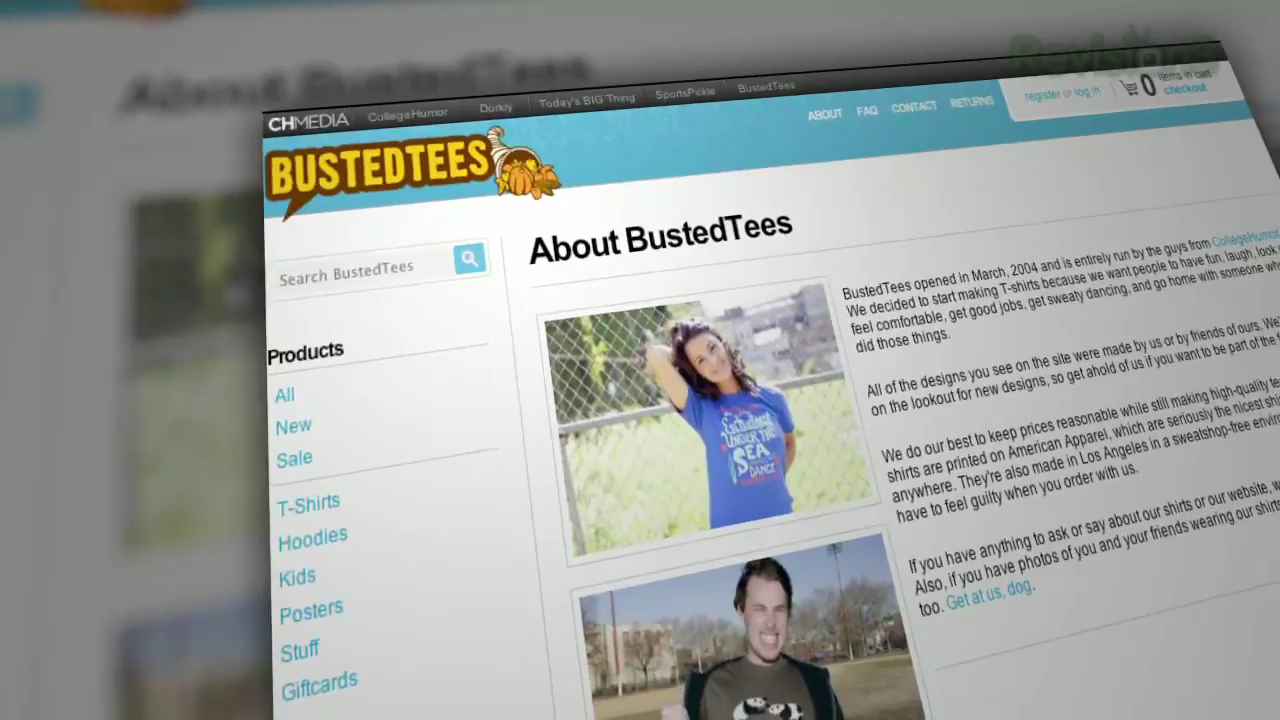 Revision
About BustedTees
CHMEDIA CollegeHumor Dorkly Today's BIG Thing SportsPickle BustedTees
ABOUT FAQ CONTACT RETURNS
register or log in
0 items in cart
checkout
BUSTEDTEES
Search BustedTees
Products
All
New
Sale
T-Shirts
Hoodies
Kids
Posters
Stuff
Giftcards
About BustedTees
BustedTees opened in March, 2004 and is entirely run by the guys from CollegeHumor.
We decided to start making T-shirts because we want people to have fun, laugh, look
feel comfortable, get good jobs, get sweaty dancing, and go home with someone
did those things.
All of the designs you see on the site were made by us or by friends of ours. We
on the lookout for new designs, so get ahold of us if you want to be part of the
We do our best to keep prices reasonable while still making high-quality
shirts are printed on American Apparel, which are seriously the nicest
anywhere. They're also made in Los Angeles in a sweatshop-free
have to feel guilty when you order with us.
If you have anything to ask or say about our shirts or our website,
Also, if you have photos of you and your friends wearing our
too. Get at us, dog.
UNDER THE
SEA
DANCE